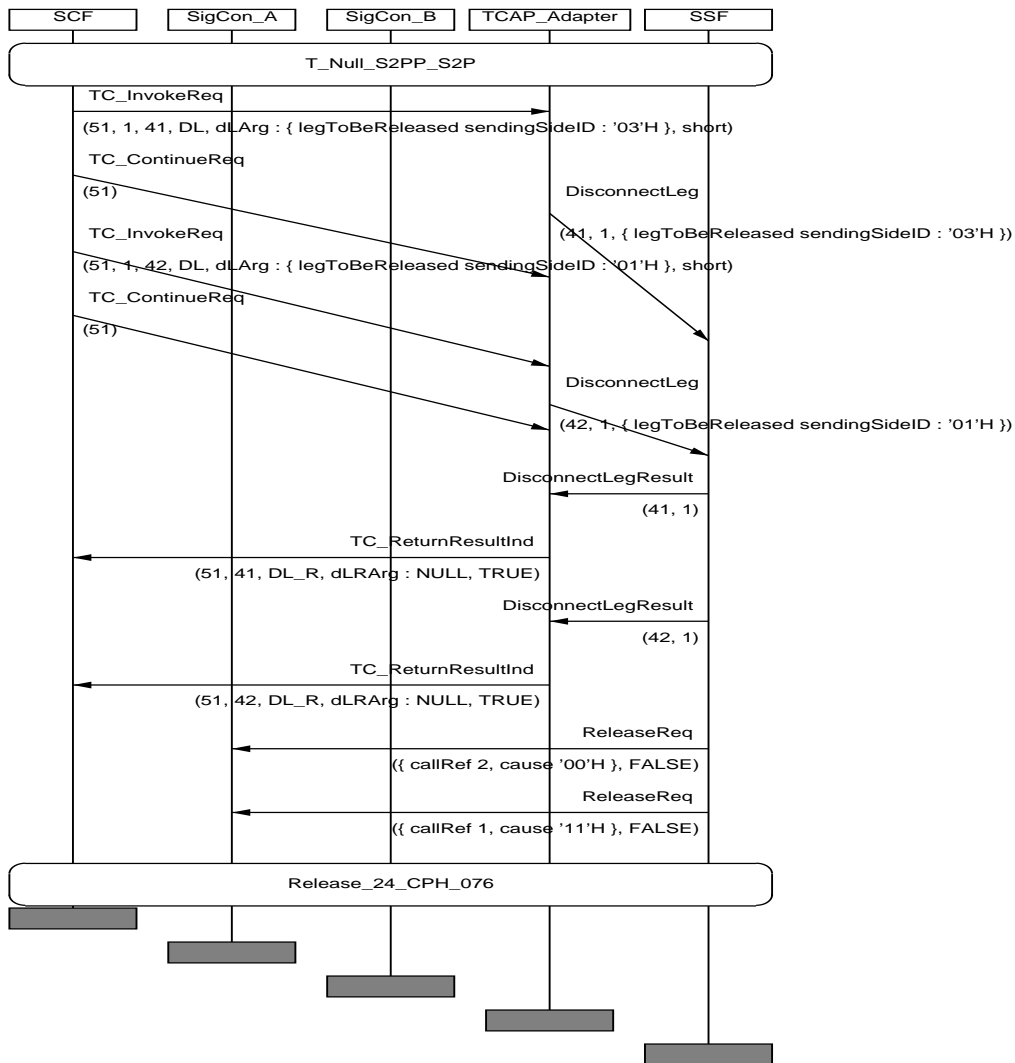 SCF SigCon_A SigCon_B TCAP_Adapter SSF
T_Null_S2PP_S2P
TC_InvokeReq
(51, 1, 41, DL, dLArg : { legToBeReleased sendingSideID : '03'H }, short)
TC_ContinueReq
(51)
DisconnectLeg
(41, 1, { legToBeReleased sendingSideID : '03'H })
TC_InvokeReq
(51, 1, 42, DL, dLArg : { legToBeReleased sendingSideID : '01'H }, short)
TC_ContinueReq
(51)
DisconnectLeg
(42, 1, { legToBeReleased sendingSideID : '01'H })
DisconnectLegResult
(41, 1)
TC_ReturnResultInd
(51, 41, DL_R, dLRArg : NULL, TRUE)
DisconnectLegResult
(42, 1)
TC_ReturnResultInd
(51, 42, DL_R, dLRArg : NULL, TRUE)
ReleaseReq
({ callRef 2, cause '00'H }, FALSE)
ReleaseReq
({ callRef 1, cause '11'H }, FALSE)
Release_24_CPH_076